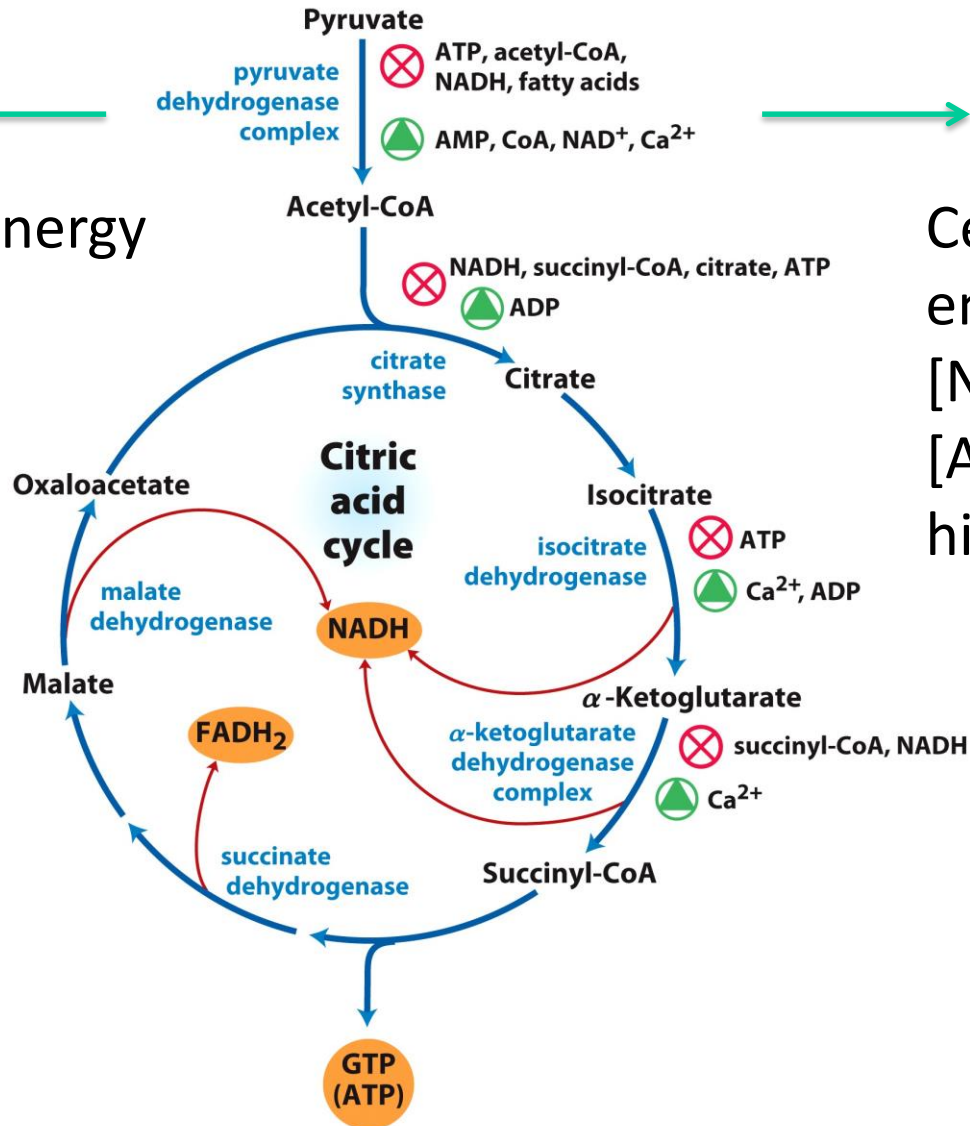 Pyruvate
ATP, acetyl-CoA,
NADH, fatty acids
pyruvate
dehydrogenase
complex
AMP, CoA, NAD⁺, Ca²⁺
Acetyl-CoA
nergy
NADH, succinyl-CoA, citrate, ATP
ADP
citrate
synthase
Citrate
Citric
acid
cycle
Oxaloacetate
Isocitrate
ATP
isocitrate
dehydrogenase
Ca²⁺, ADP
malate
dehydrogenase
NADH
Malate
α-Ketoglutarate
FADH₂
α-ketoglutarate
dehydrogenase
complex
succinyl-CoA, NADH
Ca²⁺
succinate
dehydrogenase
Succinyl-CoA
GTP
(ATP)
Ce
en
[N
[A
hi